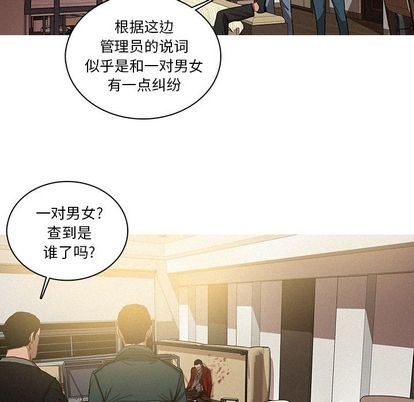 根据这边
管理员的说词
似乎是和一对男女
有一点纠纷
一对男女?
查到是
谁了吗?